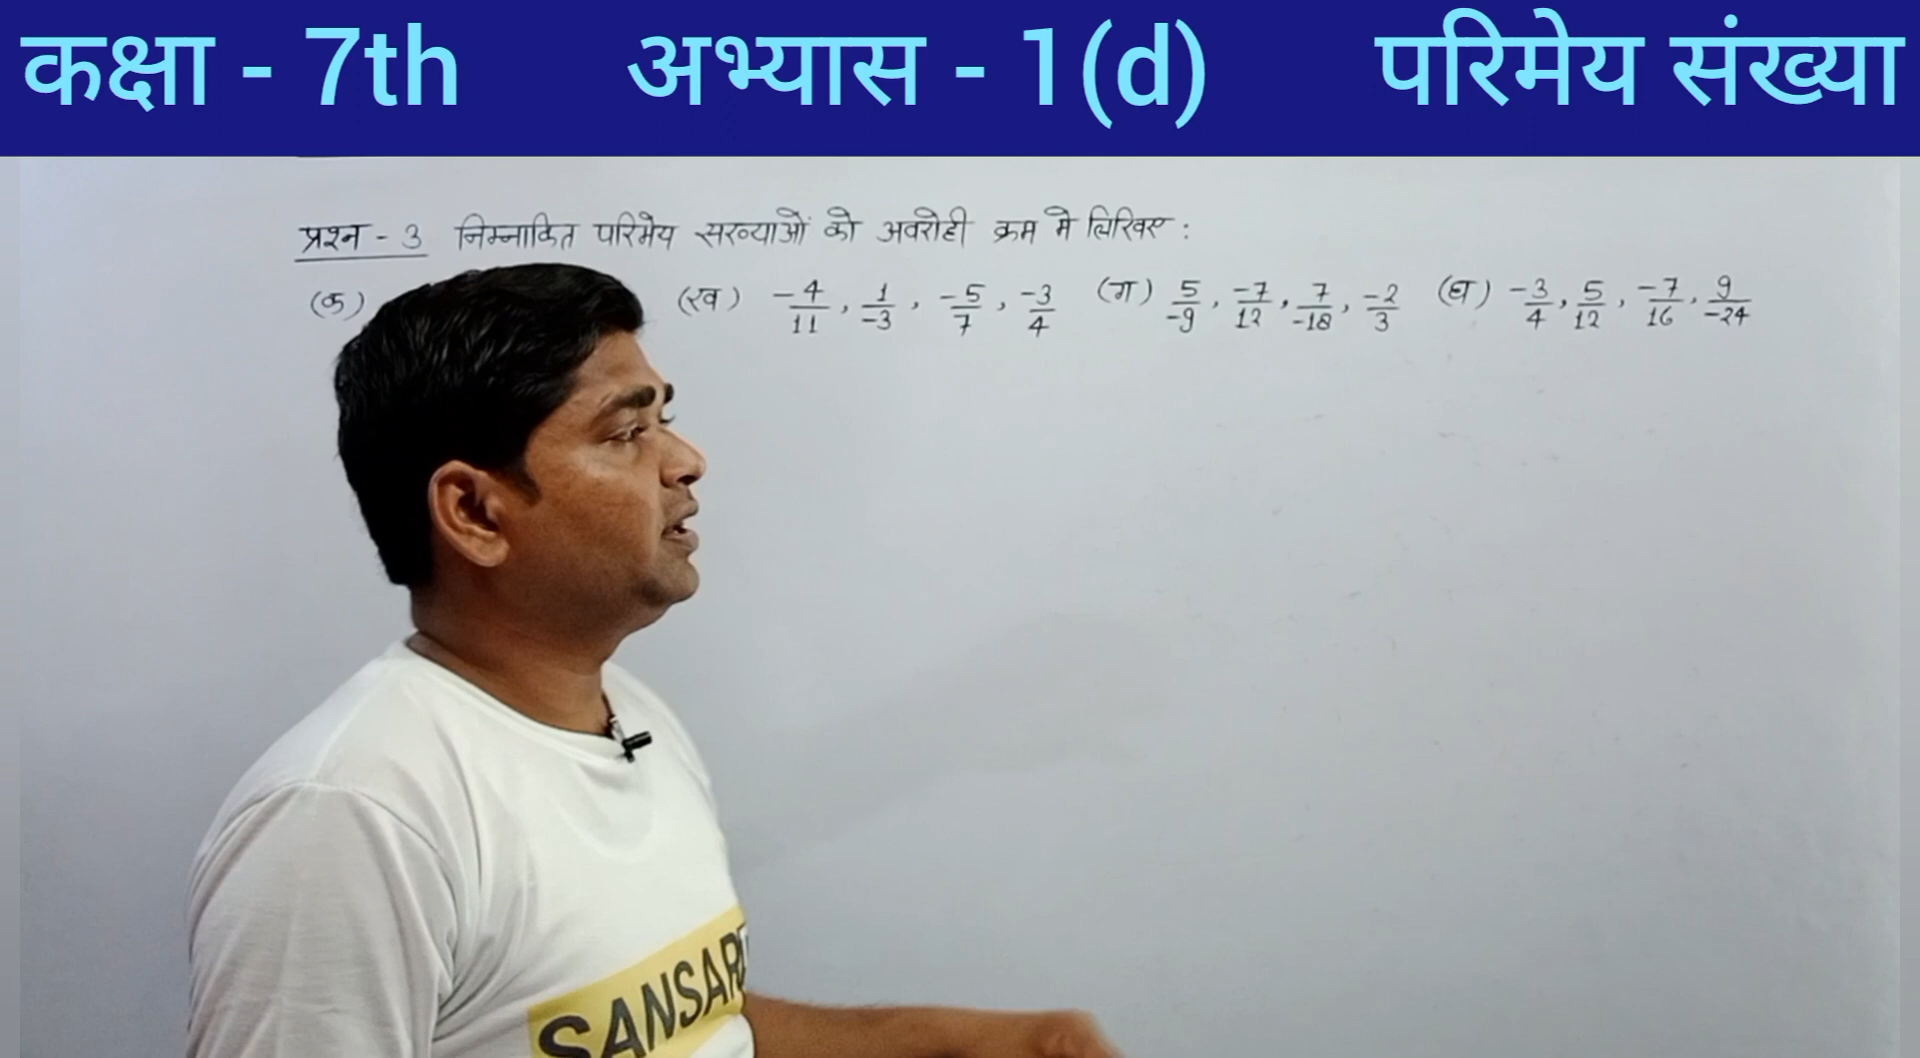 कक्षा - 7th अभ्यास - 1(d) परिमेय संख्या
प्रश्न - 3 निम्नाकित परिमेय सरव्याओं को अवरोही क्रम मे लिखिए :
(क) (ख) -4/11, 1/-3, -5/7, -3/4 (ग) 5/-9, -7/12, 7/-18, -2/3 (घ) -3/4, 5/12, -7/16, 9/-24
SANSAR